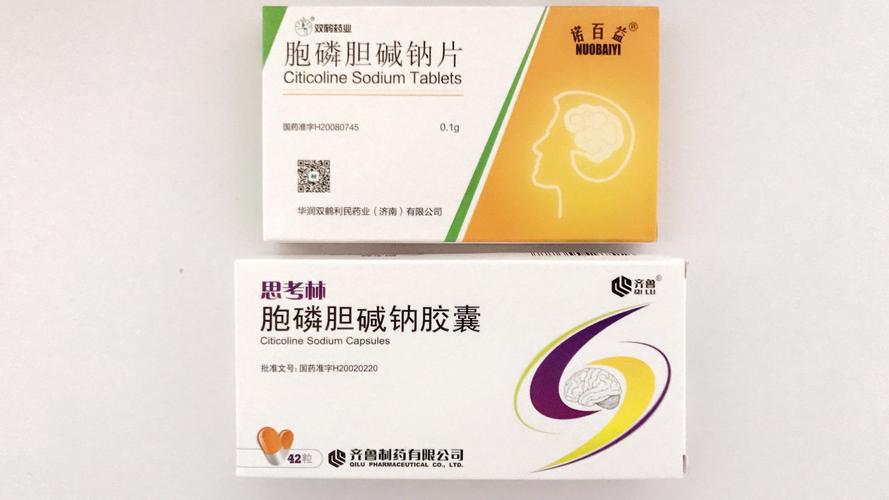 双鹤药业
诺百益®
NUOBAIYI
胞磷胆碱钠片
Citicoline Sodium Tablets
国药准字H20080745
0.1g
华润双鹤利民药业（济南）有限公司
思考林
齐鲁®
QILU
胞磷胆碱钠胶囊
Citicoline Sodium Capsules
批准文号: 国药准字H20020220
42粒
齐鲁制药有限公司
QILU PHARMACEUTICAL CO., LTD.